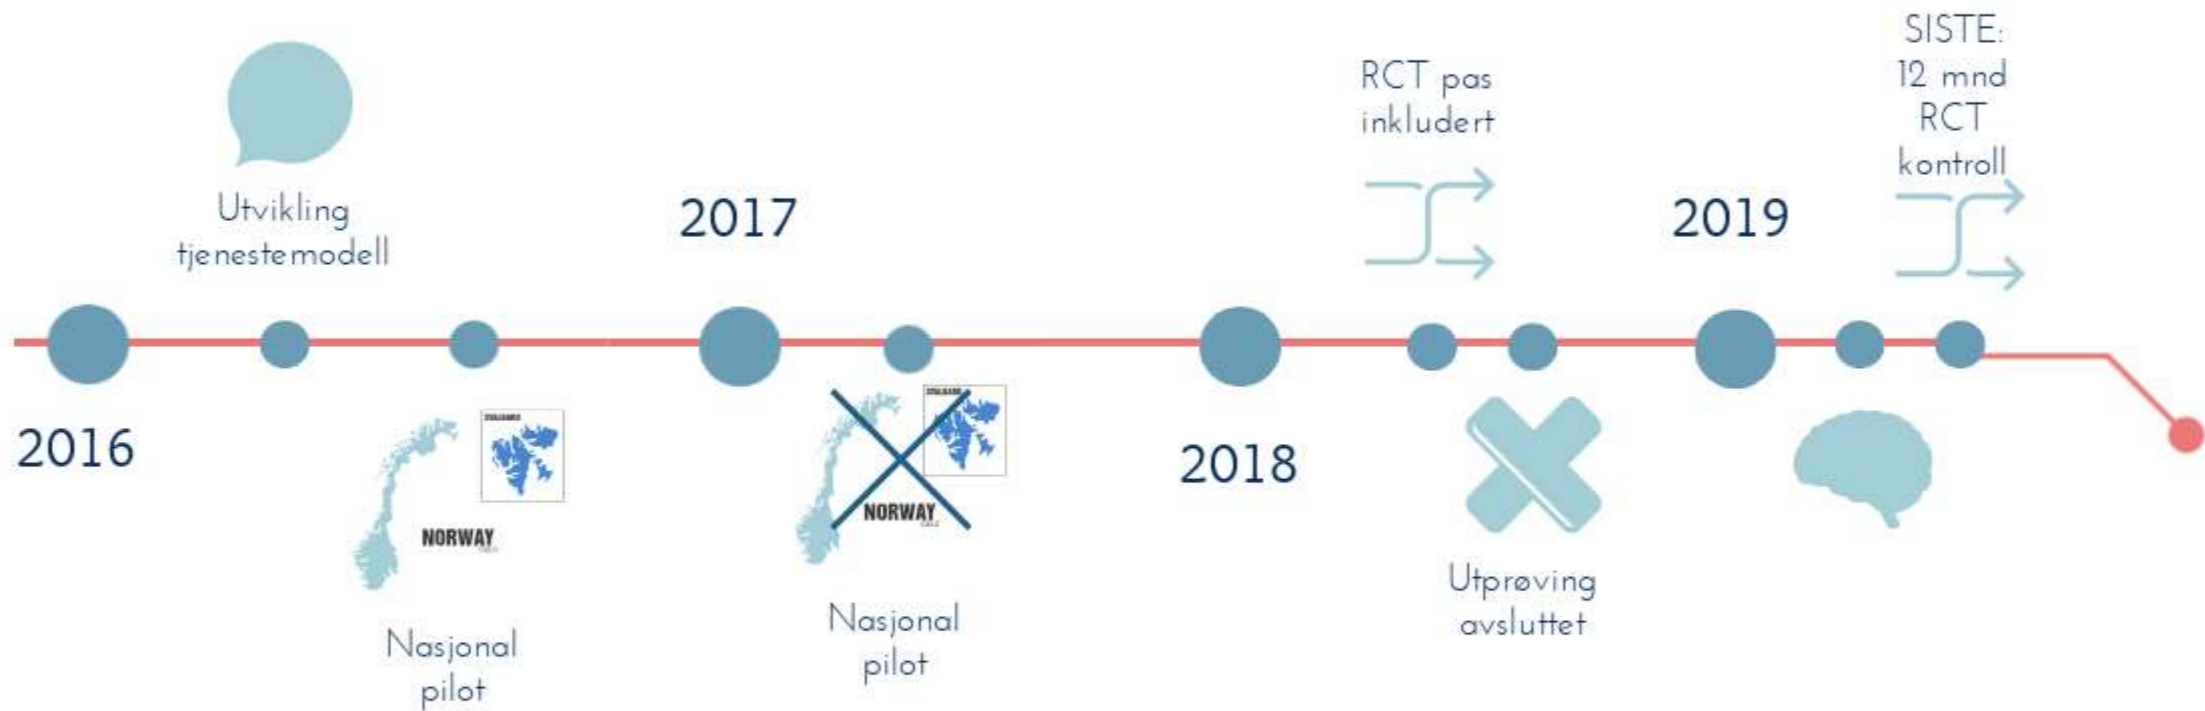 SISTE:
12 mnd
RCT
kontroll
RCT pas
inkludert
Utvikling
tjenestemodell
2017
2019
2016
2018
NORWAY
NORWAY
Utprøving
avsluttet
Nasjonal
pilot
Nasjonal
pilot